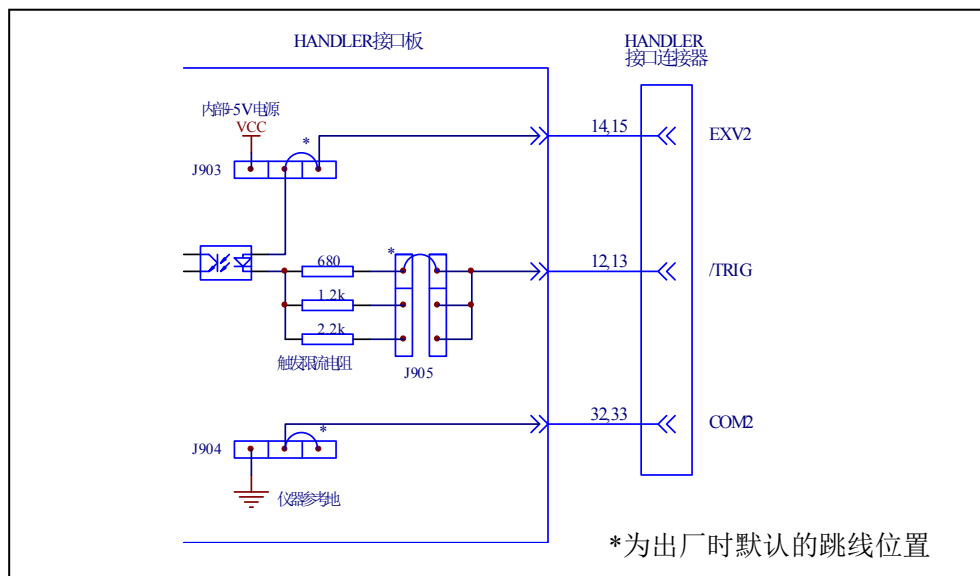 HANDLER接口板
HANDLER
接口连接器
内部-5V电源
VCC
*
J903
14,15
EXV2
680
*
1.2k
2.2k
触发限流电阻
J905
12,13
/TRIG
32,33
COM2
*
J904
仪器参考地
*为出厂时默认的跳线位置